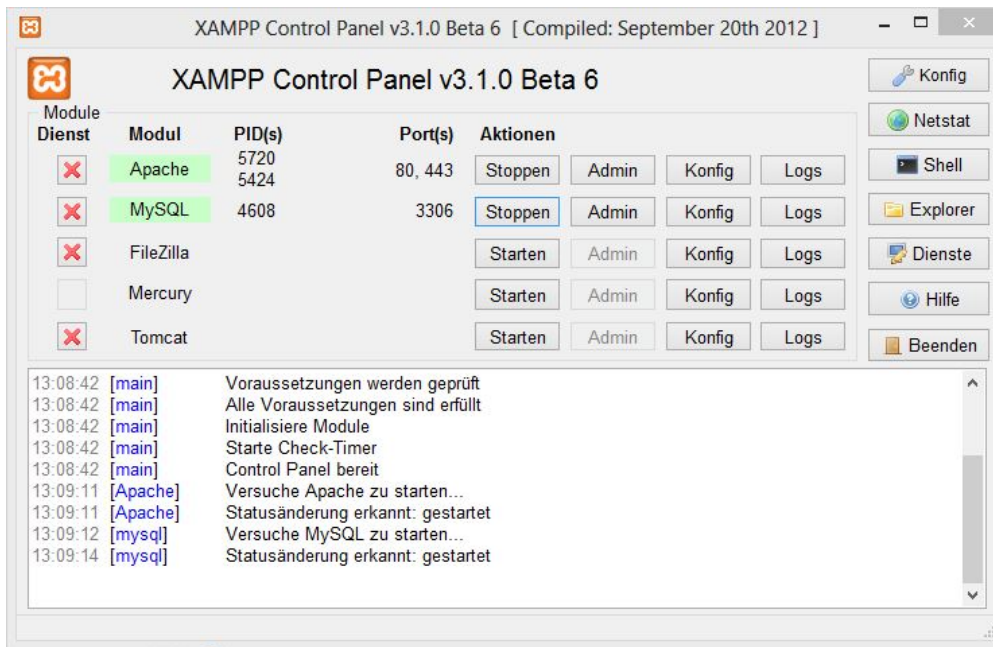 XAMPP Control Panel v3.1.0 Beta 6 [ Compiled: September 20th 2012 ]
XAMPP Control Panel v3.1.0 Beta 6
Konfig
Module
Dienst Modul PID(s) Port(s) Aktionen
Netstat
Apache 5720 5424 80, 443 Stoppen Admin Konfig Logs
Shell
MySQL 4608 3306 Stoppen Admin Konfig Logs
Explorer
FileZilla Starten Admin Konfig Logs
Dienste
Mercury Starten Admin Konfig Logs
Hilfe
Tomcat Starten Admin Konfig Logs
Beenden
13:08:42 [main] Voraussetzungen werden geprüft
13:08:42 [main] Alle Voraussetzungen sind erfüllt
13:08:42 [main] Initialisiere Module
13:08:42 [main] Starte Check-Timer
13:08:42 [main] Control Panel bereit
13:09:11 [Apache] Versuche Apache zu starten...
13:09:11 [Apache] Statusänderung erkannt: gestartet
13:09:12 [mysql] Versuche MySQL zu starten...
13:09:14 [mysql] Statusänderung erkannt: gestartet